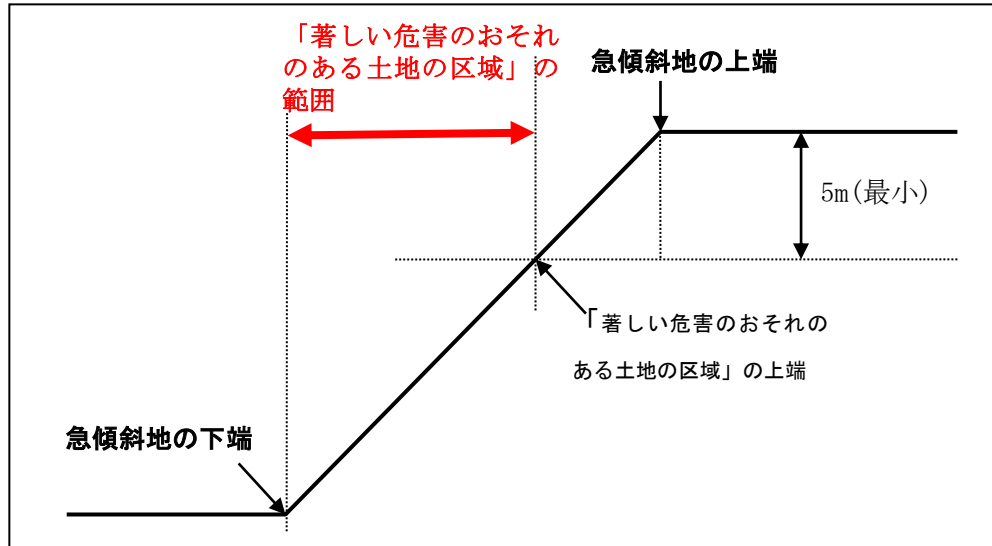 「著しい危害のおそれ
のある土地の区域」の
範囲
急傾斜地の上端
5m(最小)
「著しい危害のおそれの
ある土地の区域」の上端
急傾斜地の下端